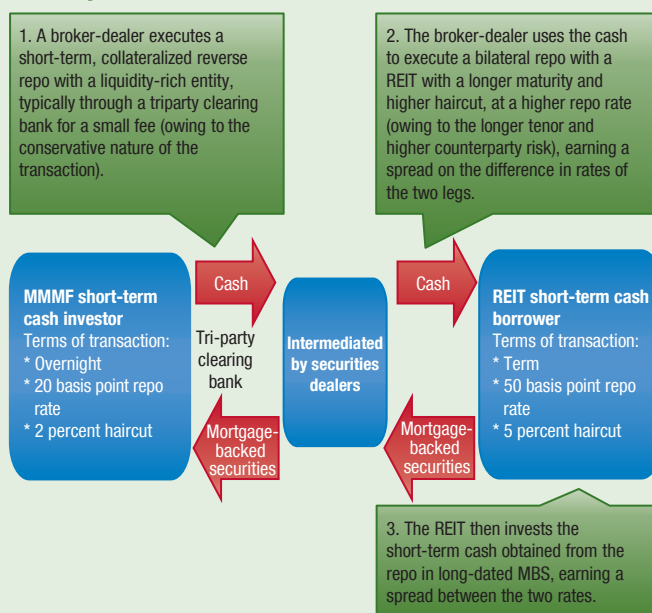 1. A broker-dealer executes a
short-term, collateralized reverse
repo with a liquidity-rich entity,
typically through a triparty clearing
bank for a small fee (owing to the
conservative nature of the
transaction).
2. The broker-dealer uses the cash
to execute a bilateral repo with a
REIT with a longer maturity and
higher haircut, at a higher repo rate
(owing to the longer tenor and
higher counterparty risk), earning a
spread on the difference in rates of
the two legs.
MMMF short-term
cash investor
Terms of transaction:
* Overnight
* 20 basis point repo
rate
* 2 percent haircut
Cash
Tri-party
clearing
bank
Mortgage-
backed
securities
Intermediated
by securities
dealers
Cash
Mortgage-
backed
securities
REIT short-term cash
borrower
Terms of transaction:
* Term
* 50 basis point repo
rate
* 5 percent haircut
3. The REIT then invests the
short-term cash obtained from the
repo in long-dated MBS, earning a
spread between the two rates.